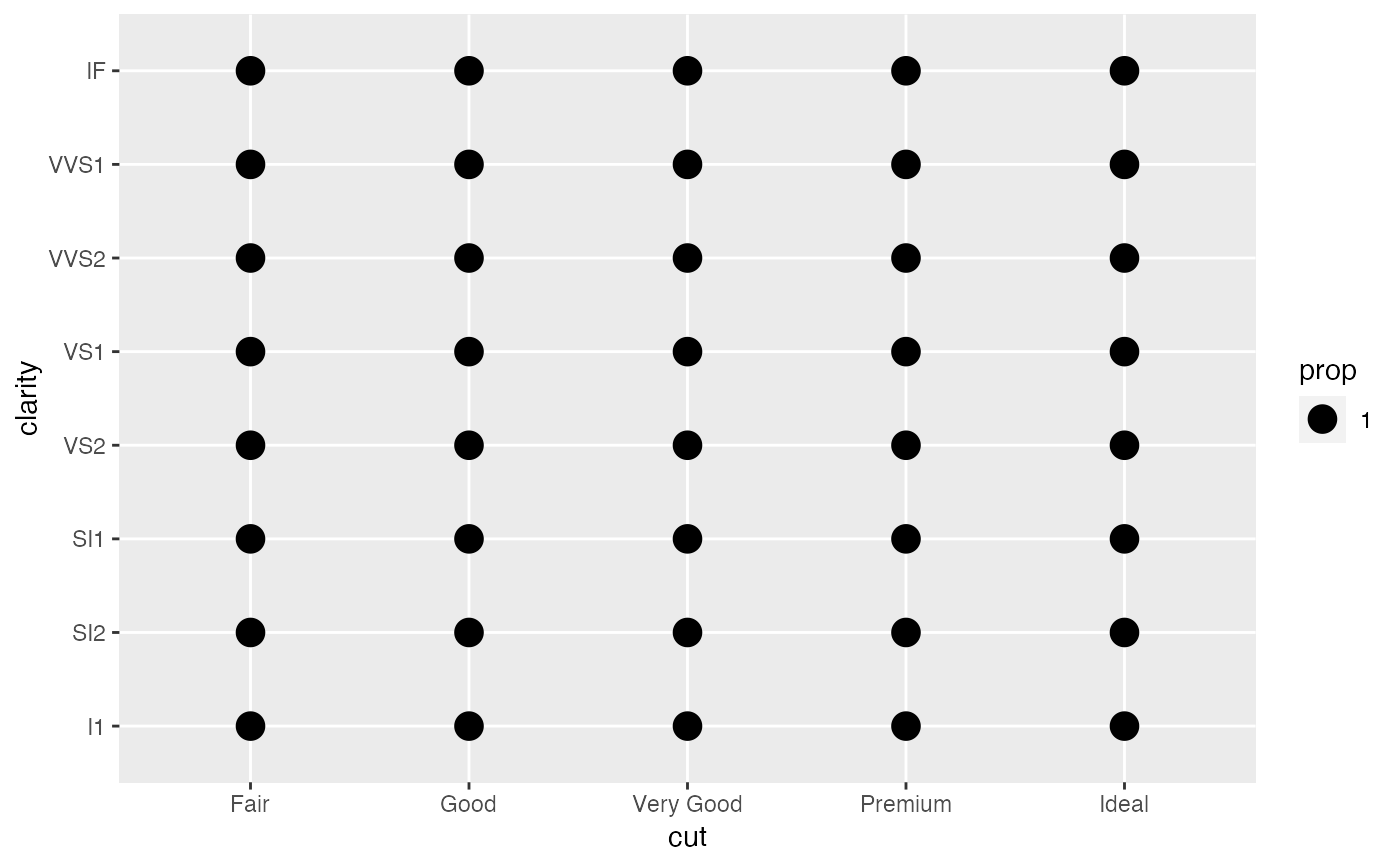 IF
VVS1
VVS2
VS1
VS2
SI1
SI2
I1
clarity
Fair Good Very Good Premium Ideal
cut
prop
1